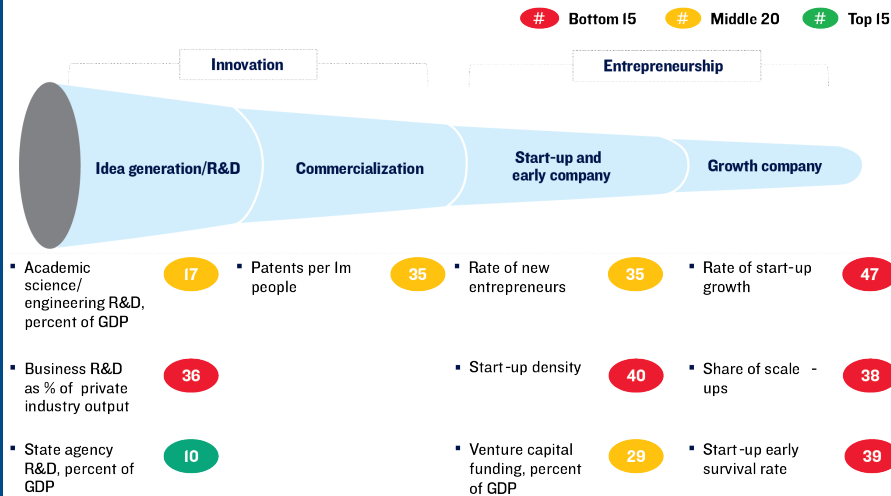 # Bottom 15 # Middle 20 # Top 15
Innovation
Entrepreneurship
Idea generation/R&D
Commercialization
Start-up and
early company
Growth company
▪ Academic
science/
engineering R&D,
percent of GDP
17
▪ Patents per 1m
people
35
▪ Rate of new
entrepreneurs
35
▪ Rate of start-up
growth
47
▪ Business R&D
as % of private
industry output
36
▪ Start-up density
40
▪ Share of scale -
ups
38
▪ State agency
R&D, percent of
GDP
10
▪ Venture capital
funding, percent
of GDP
29
▪ Start-up early
survival rate
39